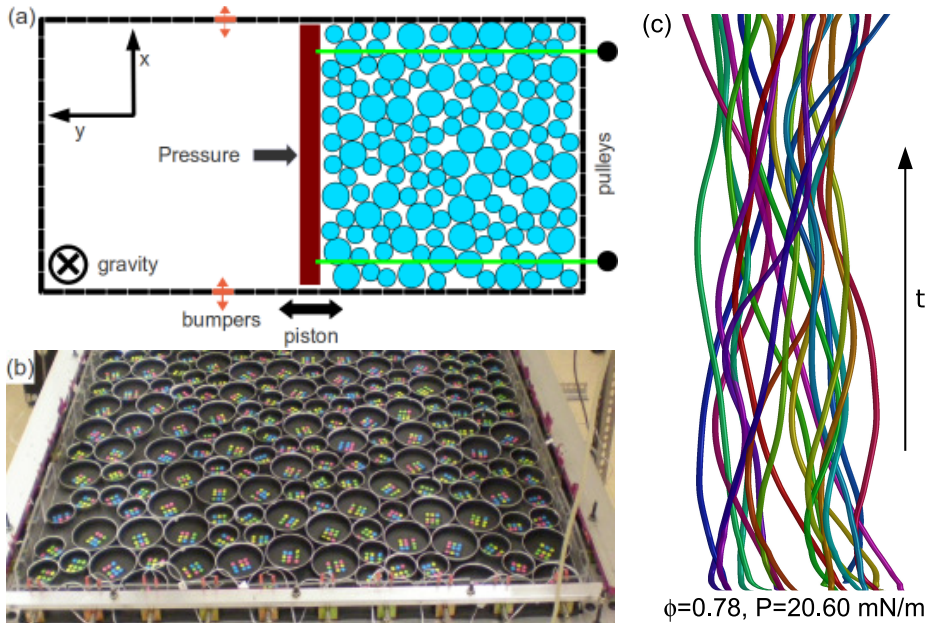 (a)
x
y
Pressure
pulleys
gravity
bumpers
piston
(b)
(c)
t
ϕ=0.78, P=20.60 mN/m